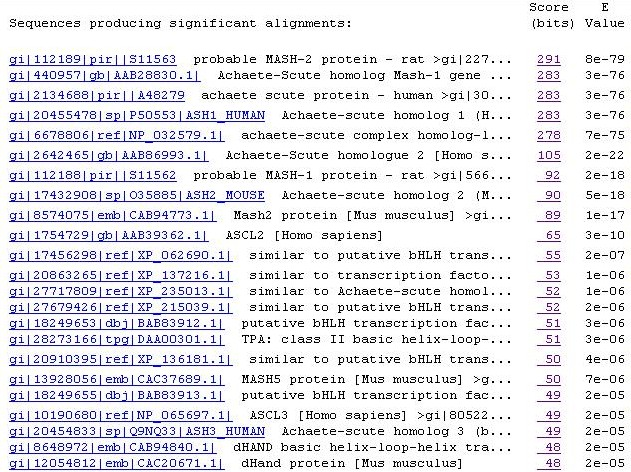 Score E
Sequences producing significant alignments: (bits) Value
gi|112189|pir||S11563 probable MASH-2 protein - rat >gi|227... 291 8e-79
gi|440957|gb|AAB28830.1| Achaete-Scute homolog Mash-1 gene ... 283 3e-76
gi|2134688|pir||A48279 achaete scute protein - human >gi|30... 283 3e-76
gi|20455478|sp|P50553|ASH1_HUMAN Achaete-scute homolog 1 (H... 283 3e-76
gi|6678806|ref|NP_032579.1| achaete-scute complex homolog-l... 278 7e-75
gi|2642465|gb|AAB86993.1| Achaete-scute homologue 2 [Homo s... 105 2e-22
gi|112188|pir||S11562 probable MASH-1 protein - rat >gi|566... 92 2e-18
gi|17432908|sp|O35885|ASH2_MOUSE Achaete-scute homolog 2 (M... 90 5e-18
gi|8574075|emb|CAB94773.1| Mash2 protein [Mus musculus] >gi... 89 1e-17
gi|1754729|gb|AAB39362.1| ASCL2 [Homo sapiens] 65 3e-10
gi|17456298|ref|XP_062690.1| similar to putative bHLH trans... 55 2e-07
gi|20863265|ref|XP_137216.1| similar to transcription facto... 53 1e-06
gi|27717809|ref|XP_235013.1| similar to Achaete-scute homol... 52 1e-06
gi|27679426|ref|XP_215039.1| similar to putative bHLH trans... 52 2e-06
gi|18249653|dbj|BAB83912.1| putative bHLH transcription fac... 51 3e-06
gi|28273166|tpg|DAA00301.1| TPA: class II basic helix-loop-... 51 3e-06
gi|20910395|ref|XP_136181.1| similar to putative bHLH trans... 50 4e-06
gi|13928056|emb|CAC37689.1| MASH5 protein [Mus musculus] >g... 50 7e-06
gi|18249655|dbj|BAB83913.1| putative bHLH transcription fac... 49 2e-05
gi|10190680|ref|NP_065697.1| ASCL3 [Homo sapiens] >gi|80522... 49 2e-05
gi|20454833|sp|Q9NQ33|ASH3_HUMAN Achaete-scute homolog 3 (b... 49 2e-05
gi|8648972|emb|CAB94840.1| dHAND basic helix-loop-helix tra... 48 2e-05
gi|12054812|emb|CAC20671.1| dHand protein [Mus musculus] 48 2e-05